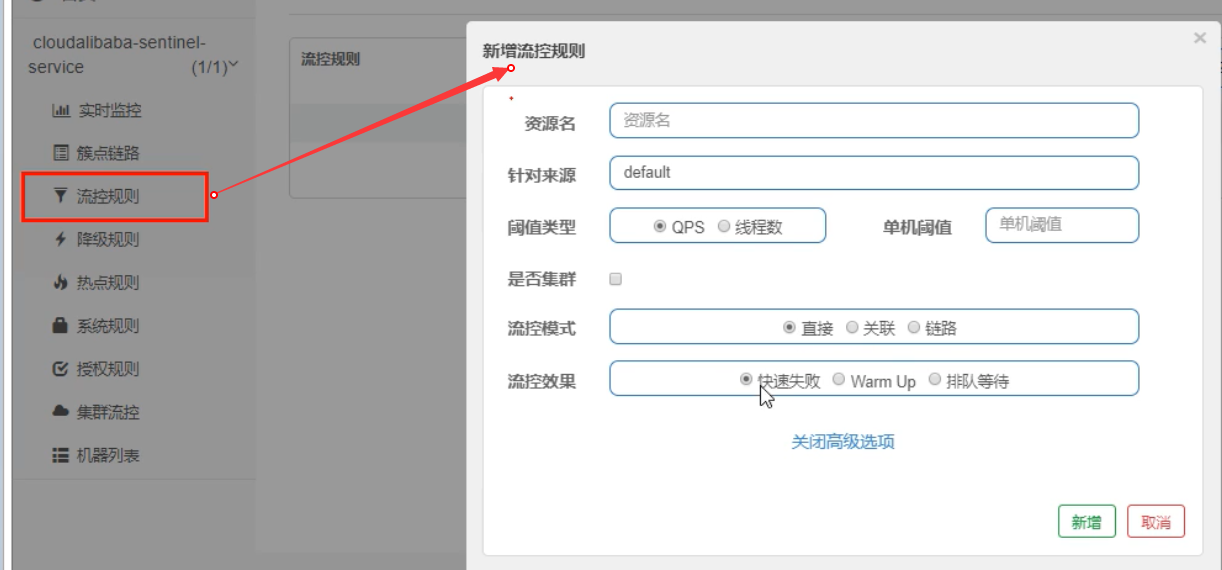 cloudalibaba-sentinel-
service (1/1)
实时监控
簇点链路
流控规则
降级规则
热点规则
系统规则
授权规则
集群流控
机器列表
流控规则
新增流控规则
×
资源名 资源名
针对来源 default
阈值类型 QPS 线程数 单机阈值 单机阈值
是否集群
流控模式 直接 关联 链路
流控效果 快速失败 Warm Up 排队等待
关闭高级选项
新增 取消